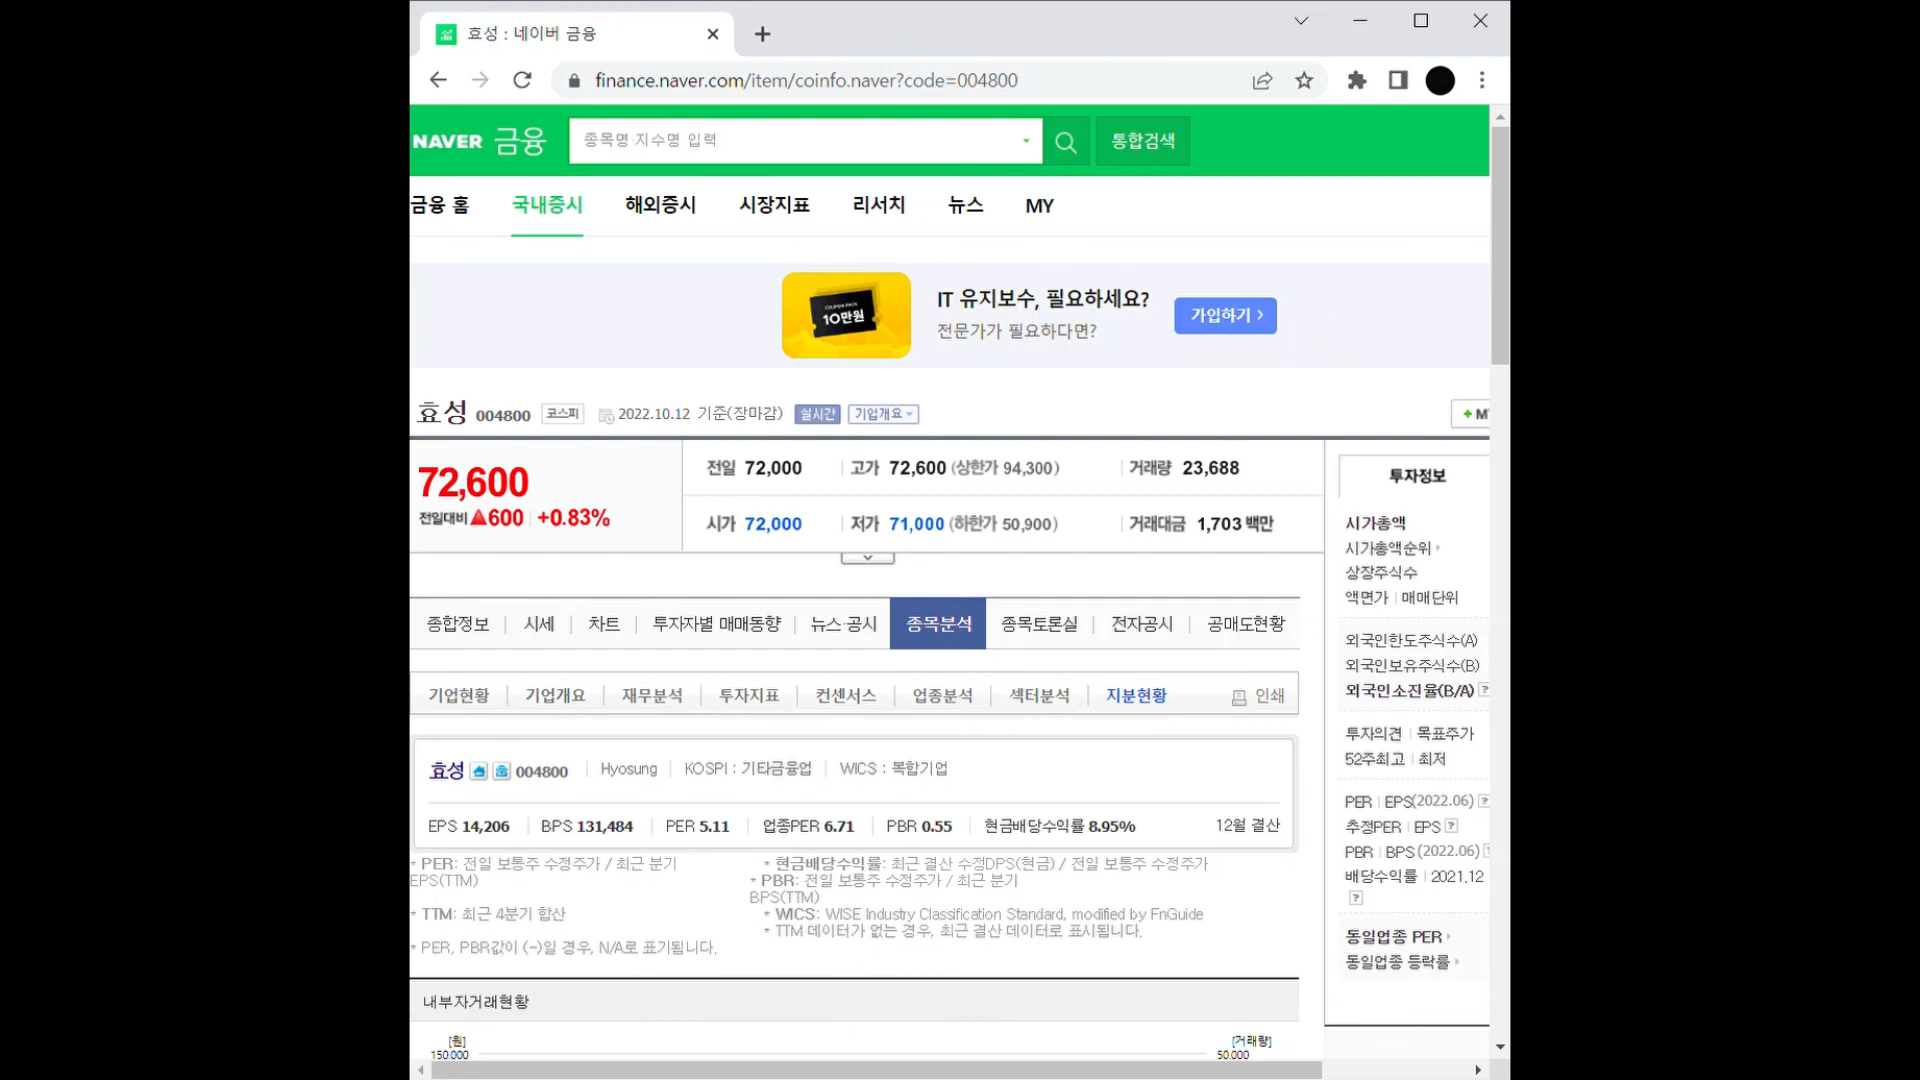 효성 : 네이버 금융
finance.naver.com/item/coinfo.naver?code=004800
NAVER 금융
종목명·지수명 입력
통합검색
금융 홈 국내증시 해외증시 시장지표 리서치 뉴스 MY
COUPON PACK
10만원
IT 유지보수, 필요하세요?
전문가가 필요하다면?
가입하기
효성 004800 코스피 2022.10.12 기준(장마감) 실시간 기업개요
72,600
전일대비 ▲600 +0.83%
전일 72,000 고가 72,600 (상한가 94,300) 거래량 23,688
시가 72,000 저가 71,000 (하한가 50,900) 거래대금 1,703 백만
종합정보 시세 차트 투자자별 매매동향 뉴스·공시 종목분석 종목토론실 전자공시 공매도현황
기업현황 기업개요 재무분석 투자지표 컨센서스 업종분석 섹터분석 지분현황 인쇄
효성 004800 Hyosung KOSPI : 기타금융업 WICS : 복합기업
EPS 14,206 BPS 131,484 PER 5.11 업종PER 6.71 PBR 0.55 현금배당수익률 8.95% 12월 결산
* PER: 전일 보통주 수정주가 / 최근 분기
EPS(TTM)
* TTM: 최근 4분기 합산
* PER, PBR값이 (-)일 경우, N/A로 표기됩니다.
* 현금배당수익률: 최근 결산 수정DPS(현금) / 전일 보통주 수정주가
* PBR: 전일 보통주 수정주가 / 최근 분기
BPS(TTM)
* WICS: WISE Industry Classification Standard, modified by FnGuide
* TTM 데이터가 없는 경우, 최근 결산 데이터로 표시됩니다.
내부자거래현황
[원] [거래량]
150,000 50,000
투자정보
시가총액
시가총액순위
상장주식수
액면가 매매단위
외국인한도주식수(A)
외국인보유주식수(B)
외국인소진율(B/A)
투자의견 목표주가
52주최고 최저
PER EPS(2022.06)
추정PER EPS
PBR BPS(2022.06)
배당수익률 2021.12
동일업종 PER
동일업종 등락률